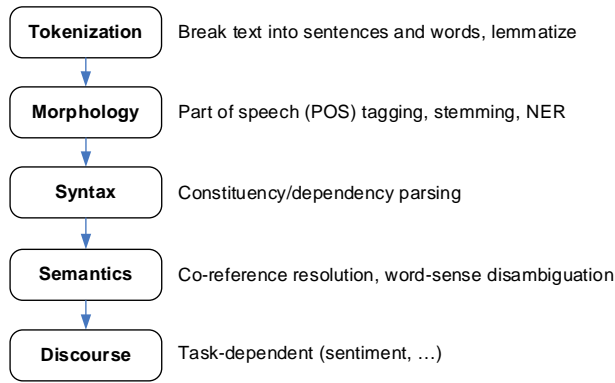 Tokenization Break text into sentences and words, lemmatize
Morphology Part of speech (POS) tagging, stemming, NER
Syntax Constituency/dependency parsing
Semantics Co-reference resolution, word-sense disambiguation
Discourse Task-dependent (sentiment, …)